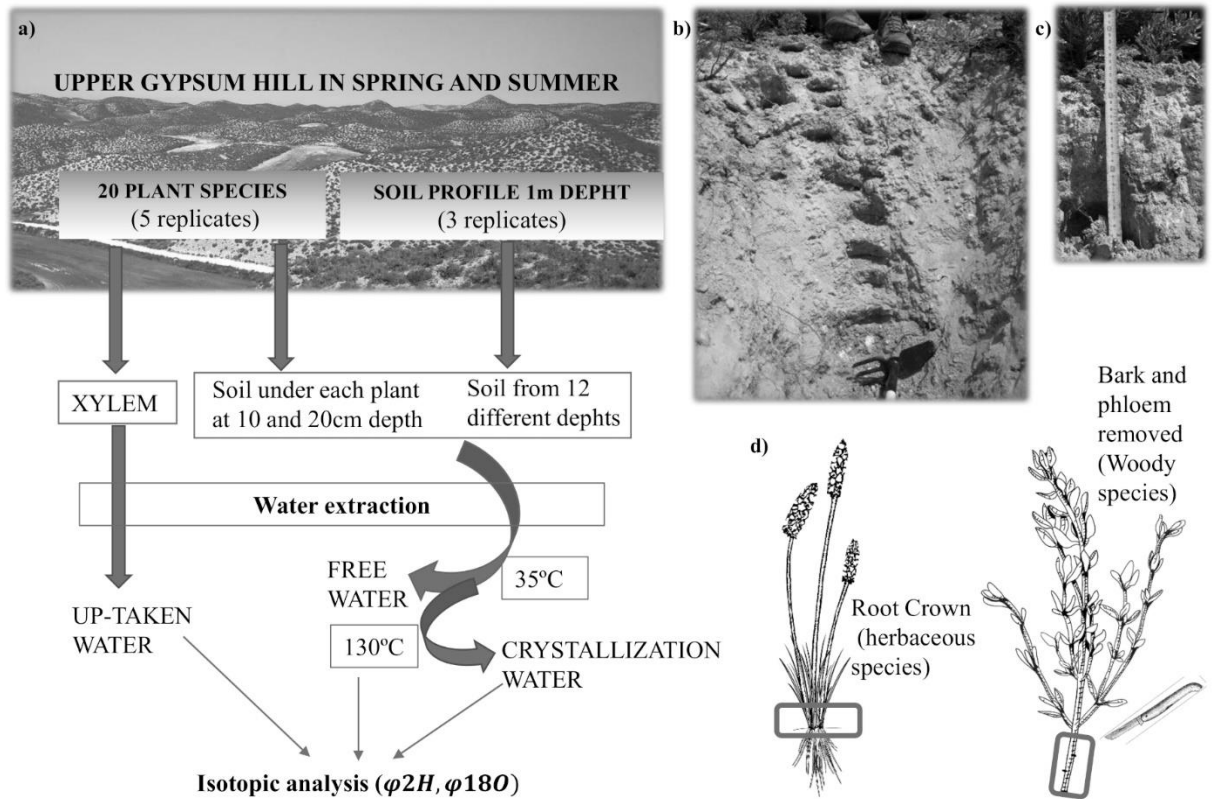 a)
UPPER GYPSUM HILL IN SPRING AND SUMMER
20 PLANT SPECIES
(5 replicates)
SOIL PROFILE 1m DEPHT
(3 replicates)
XYLEM
Soil under each plant
at 10 and 20cm depth
Soil from 12
different dephts
Water extraction
FREE
WATER
35ºC
UP-TAKEN
WATER
130ºC
CRYSTALLIZATION
WATER
Isotopic analysis (φ2H, φ18O)
b)
c)
d)
Root Crown
(herbaceous
species)
Bark and
phloem
removed
(Woody
species)